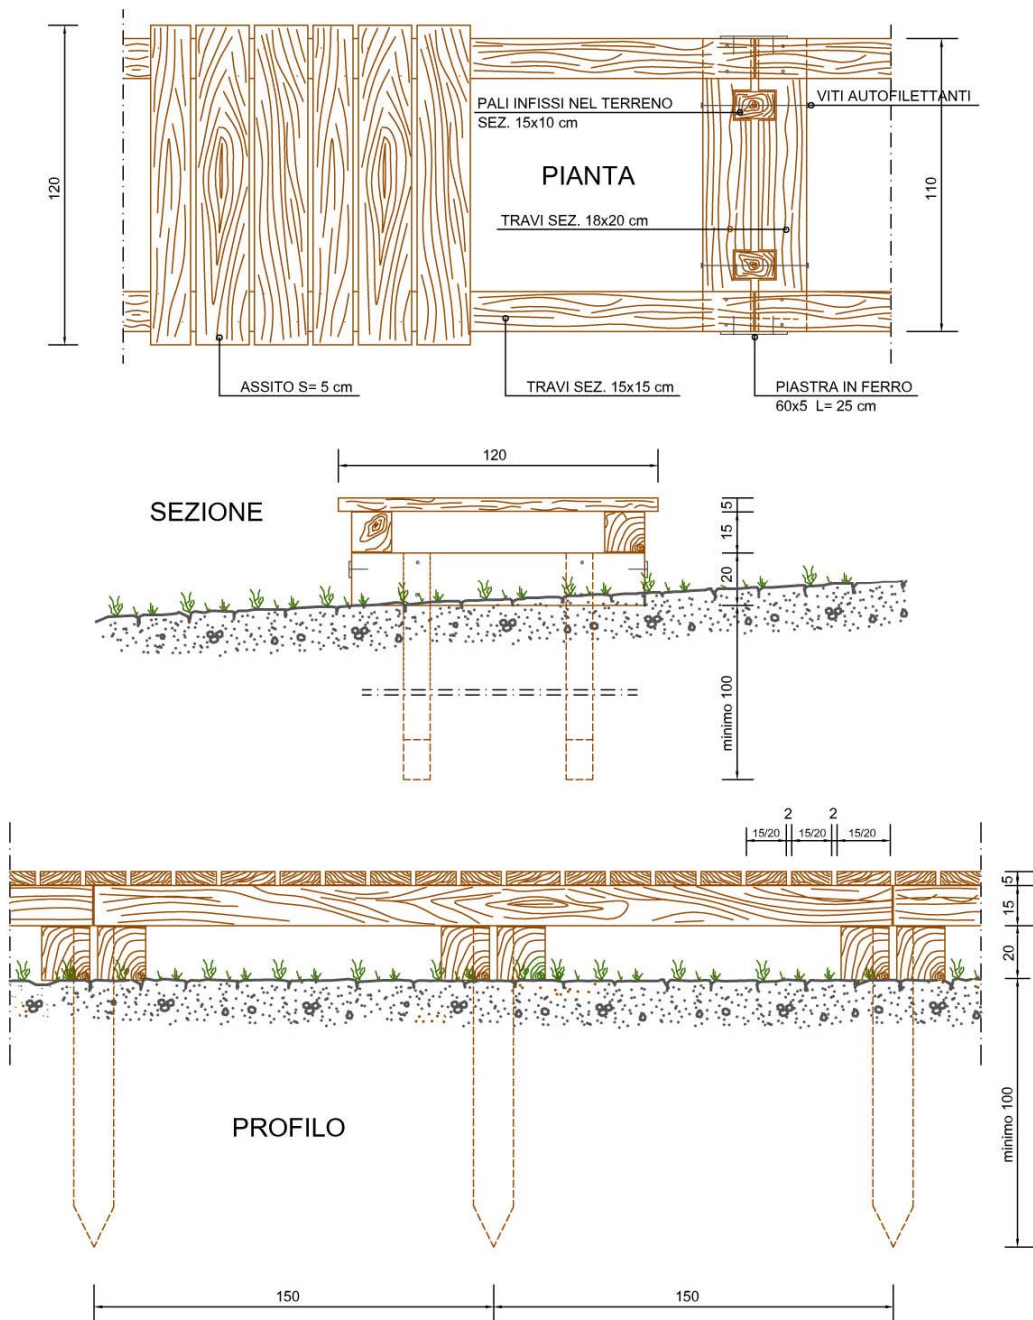 120
PALI INFISSI NEL TERRENO
SEZ. 15x10 cm
VITI AUTOFILETTANTI
PIANTA
110
TRAVI SEZ. 18x20 cm
ASSITO S= 5 cm
TRAVI SEZ. 15x15 cm
PIASTRA IN FERRO
60x5 L= 25 cm
120
SEZIONE
5
15
20
minimo 100
2 2
15/20 15/20 15/20
5
15
20
minimo 100
PROFILO
150 150